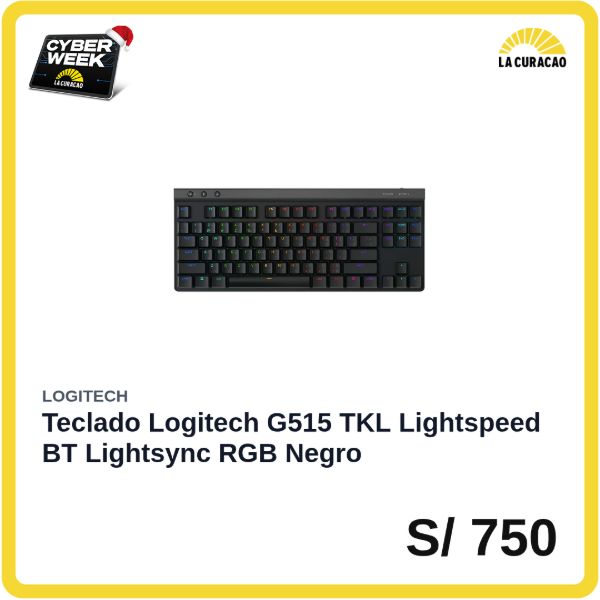 CYBER
WEEK
LA CURACAO
LA CURACAO
LOGITECH
Teclado Logitech G515 TKL Lightspeed
BT Lightsync RGB Negro
S/ 750